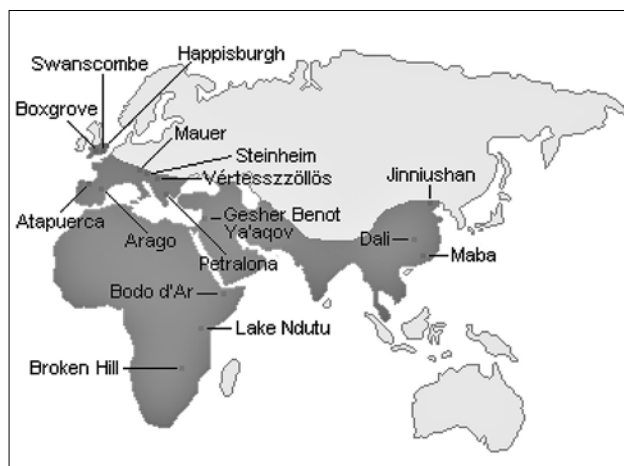 Happisburgh
Swanscombe
Boxgrove
Mauer
Steinheim
Vértesszzöllös
Jinniushan
Atapuerca
Arago
Gesher Benot
Ya'aqov
Petralona
Dali
Maba
Bodo d'Ar
Lake Ndutu
Broken Hill